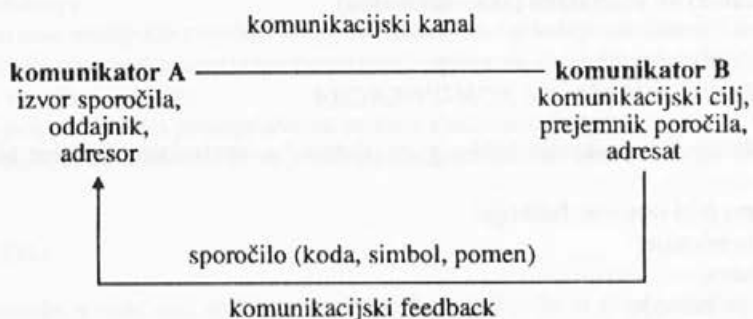 komunikacijski kanal
komunikator A komunikator B
izvor sporočila, komunikacijski cilj,
oddajnik, prejemnik poročila,
adresor adresat
sporočilo (koda, simbol, pomen)
komunikacijski feedback